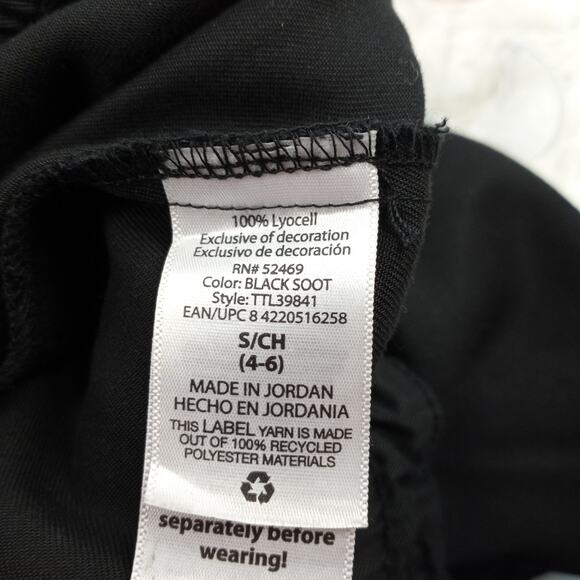 100% Lyocell
Exclusive of decoration
Exclusivo de decoración
RN# 52469
Color: BLACK SOOT
Style: TTL39841
EAN/UPC 8 4220516258
S/CH
(4-6)
MADE IN JORDAN
HECHO EN JORDANIA
THIS LABEL YARN IS MADE
OUT OF 100% RECYCLED
POLYESTER MATERIALS
separately before
wearing!